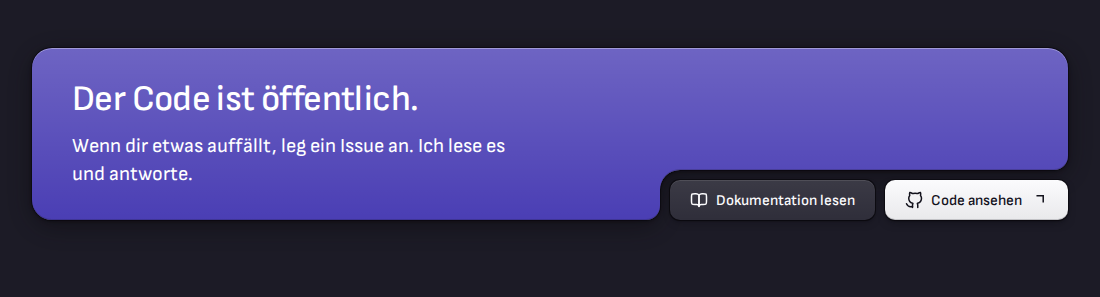 Der Code ist öffentlich.
Wenn dir etwas auffällt, leg ein Issue an. Ich lese es
und antworte.
Dokumentation lesen
Code ansehen